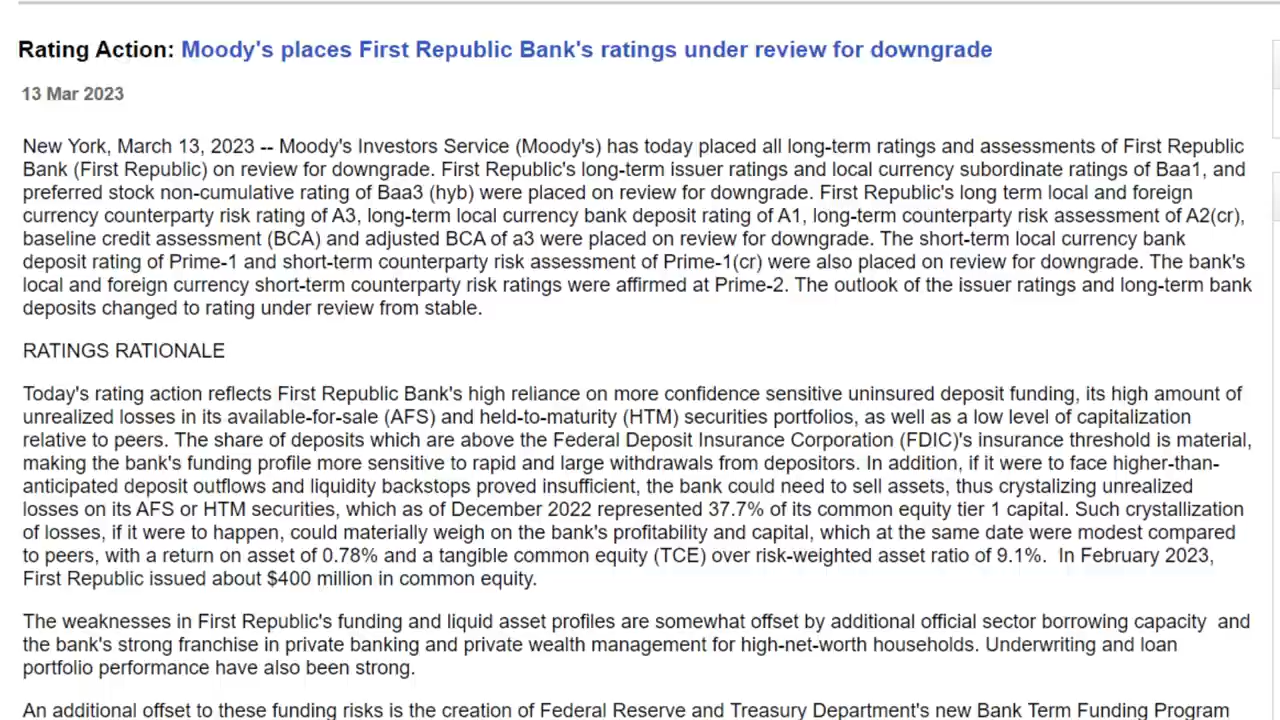 Rating Action: Moody's places First Republic Bank's ratings under review for downgrade
13 Mar 2023
New York, March 13, 2023 -- Moody's Investors Service (Moody's) has today placed all long-term ratings and assessments of First Republic
Bank (First Republic) on review for downgrade. First Republic's long-term issuer ratings and local currency subordinate ratings of Baa1, and
preferred stock non-cumulative rating of Baa3 (hyb) were placed on review for downgrade. First Republic's long term local and foreign
currency counterparty risk rating of A3, long-term local currency bank deposit rating of A1, long-term counterparty risk assessment of A2(cr),
baseline credit assessment (BCA) and adjusted BCA of a3 were placed on review for downgrade. The short-term local currency bank
deposit rating of Prime-1 and short-term counterparty risk assessment of Prime-1(cr) were also placed on review for downgrade. The bank's
local and foreign currency short-term counterparty risk ratings were affirmed at Prime-2. The outlook of the issuer ratings and long-term bank
deposits changed to rating under review from stable.
RATINGS RATIONALE
Today's rating action reflects First Republic Bank's high reliance on more confidence sensitive uninsured deposit funding, its high amount of
unrealized losses in its available-for-sale (AFS) and held-to-maturity (HTM) securities portfolios, as well as a low level of capitalization
relative to peers. The share of deposits which are above the Federal Deposit Insurance Corporation (FDIC)'s insurance threshold is material,
making the bank's funding profile more sensitive to rapid and large withdrawals from depositors. In addition, if it were to face higher-than-
anticipated deposit outflows and liquidity backstops proved insufficient, the bank could need to sell assets, thus crystalizing unrealized
losses on its AFS or HTM securities, which as of December 2022 represented 37.7% of its common equity tier 1 capital. Such crystallization
of losses, if it were to happen, could materially weigh on the bank's profitability and capital, which at the same date were modest compared
to peers, with a return on asset of 0.78% and a tangible common equity (TCE) over risk-weighted asset ratio of 9.1%.  In February 2023,
First Republic issued about $400 million in common equity.
The weaknesses in First Republic's funding and liquid asset profiles are somewhat offset by additional official sector borrowing capacity  and
the bank's strong franchise in private banking and private wealth management for high-net-worth households. Underwriting and loan
portfolio performance have also been strong.
An additional offset to these funding risks is the creation of Federal Reserve and Treasury Department's new Bank Term Funding Program